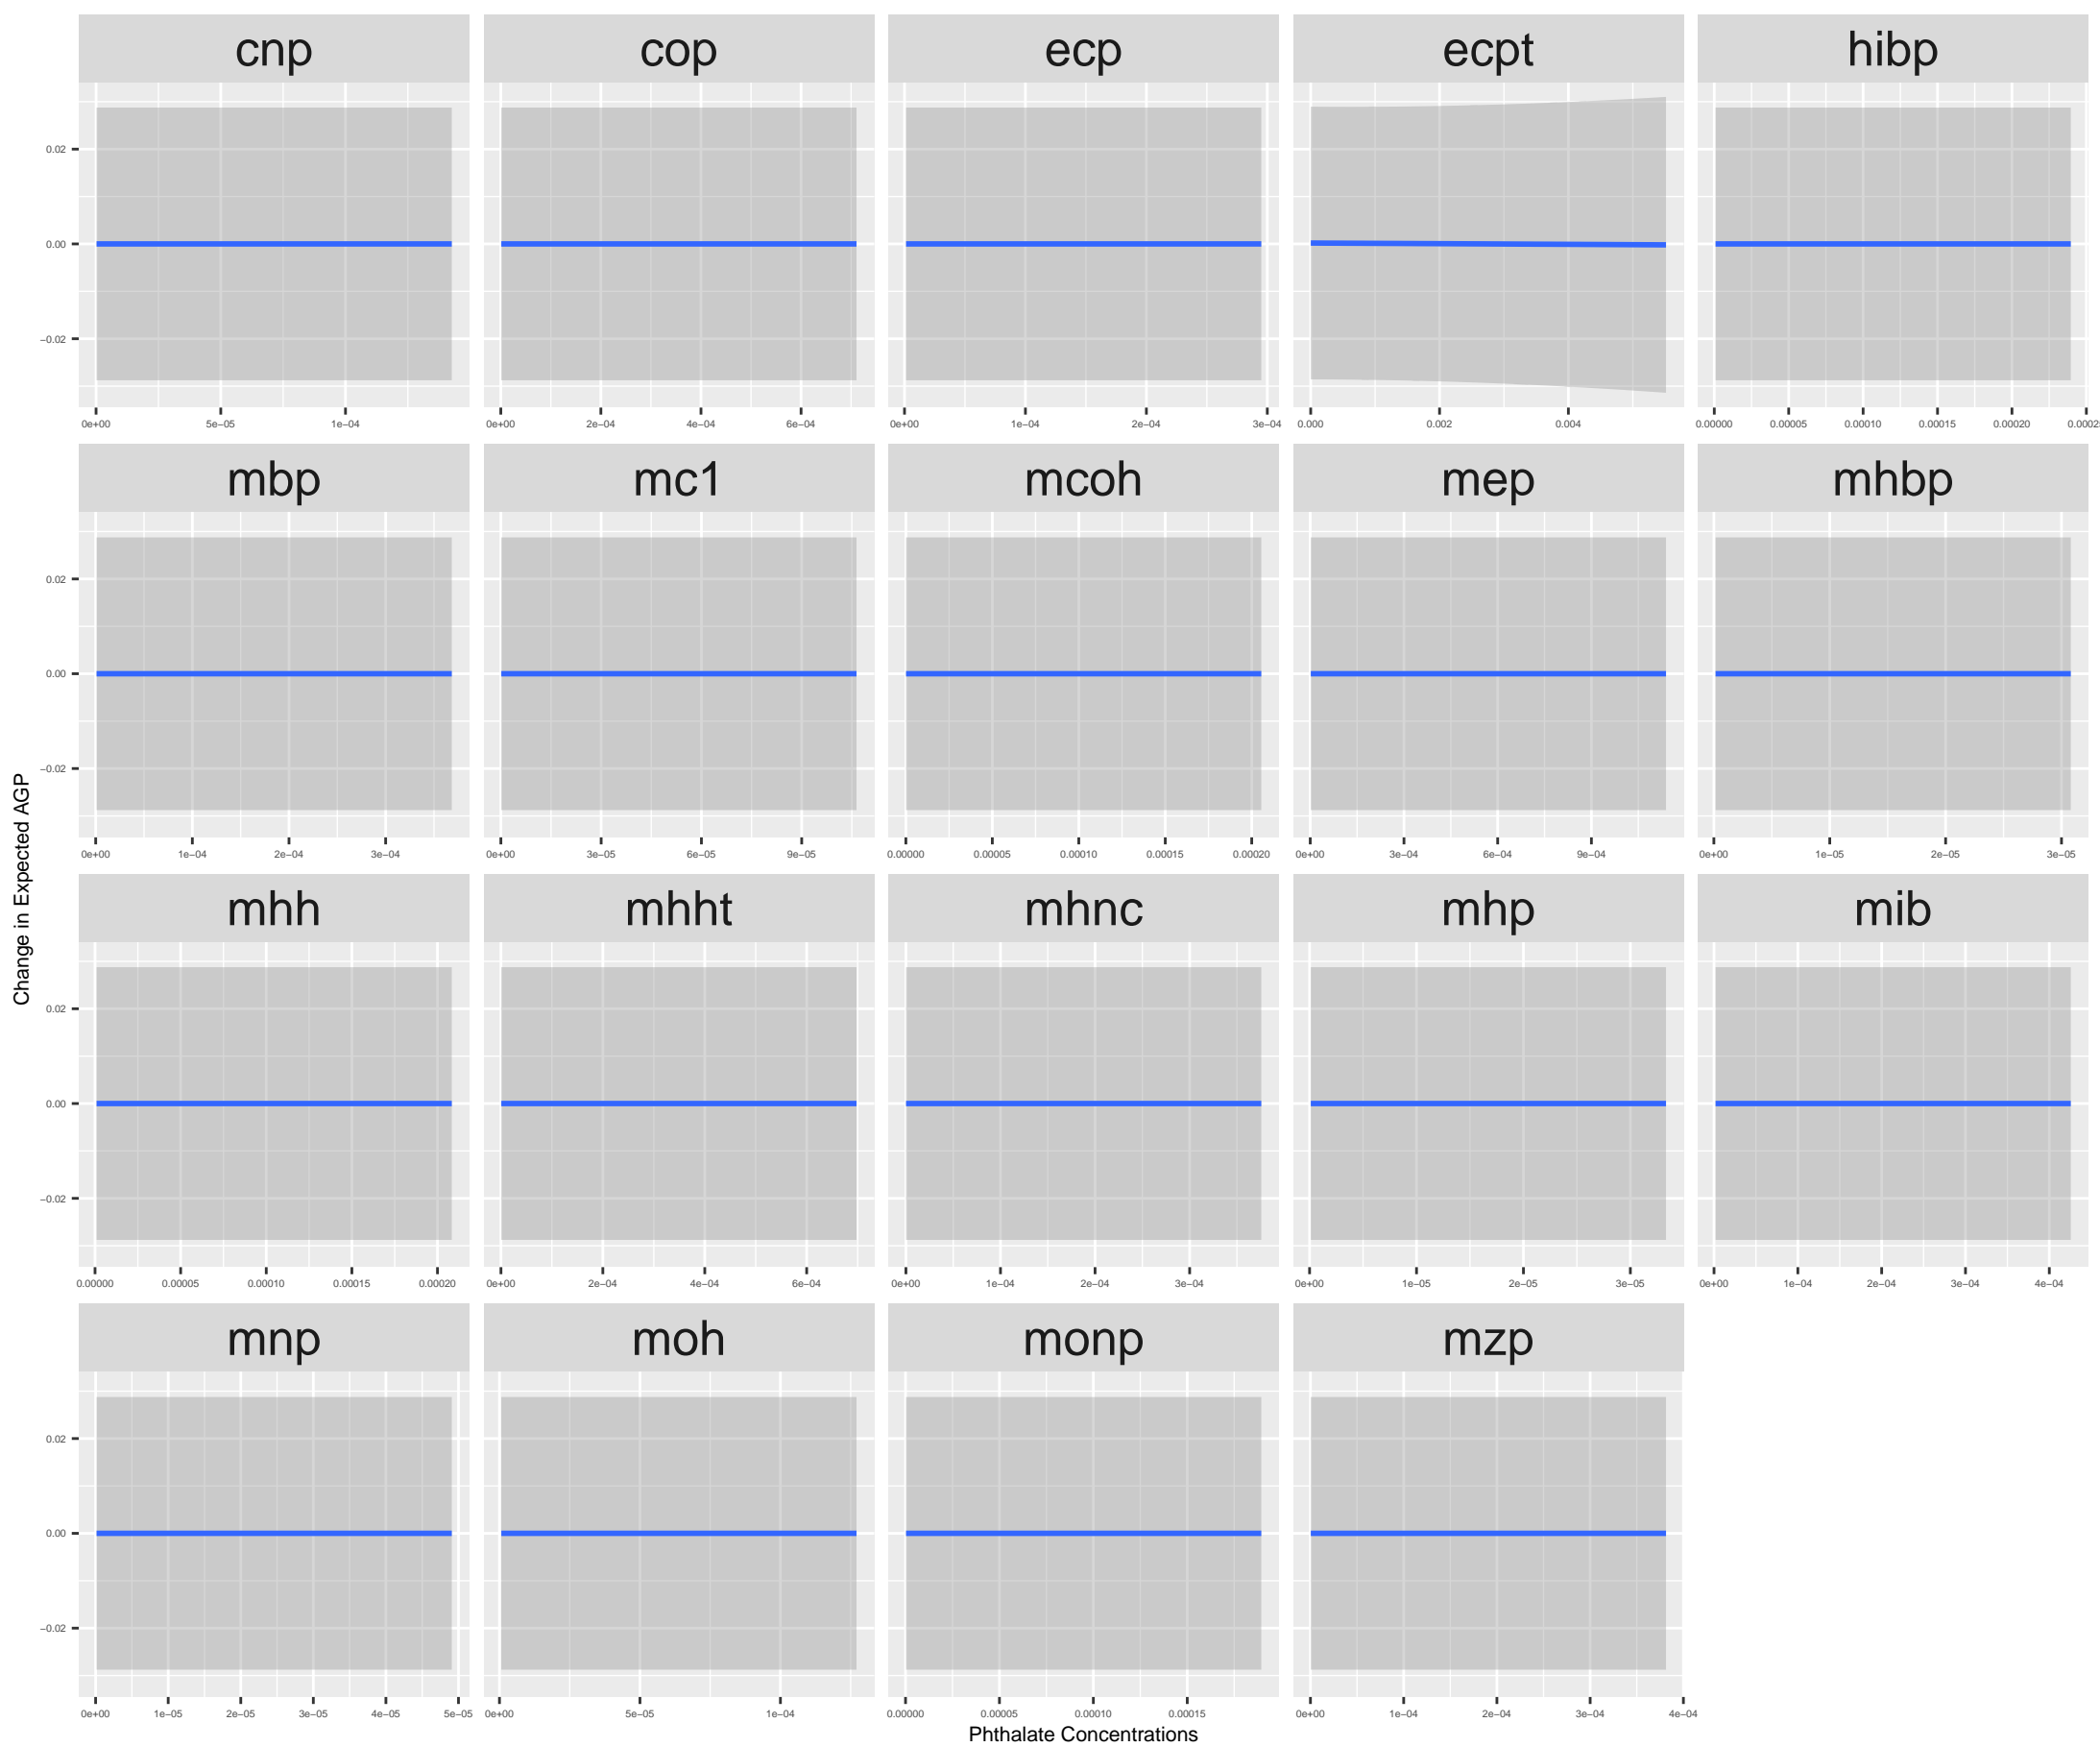 cnp cop ecp ecpt hibp
0.02
0.00
−0.02
0e+00 5e−05 1e−04 0e+00 2e−04 4e−04 6e−04 0e+00 1e−04 2e−04 3e−04 0.000 0.002 0.004 0.00000 0.00005 0.00010 0.00015 0.00020
mbp mc1 mcoh mep mhbp
0.02
0.00
−0.02
0e+00 1e−04 2e−04 3e−04 0e+00 3e−05 6e−05 9e−05 0.00000 0.00005 0.00010 0.00015 0.00020 0e+00 3e−04 6e−04 9e−04 0e+00 1e−05 2e−05 3e−05
Change in Expected AGP
mhh mhht mhnc mhp mib
0.02
0.00
−0.02
0.00000 0.00005 0.00010 0.00015 0.00020 0e+00 2e−04 4e−04 6e−04 0e+00 1e−04 2e−04 3e−04 0e+00 1e−05 2e−05 3e−05 0e+00 1e−04 2e−04 3e−04 4e−04
mnp moh monp mzp
0.02
0.00
−0.02
0e+00 1e−05 2e−05 3e−05 4e−05 5e−05 0e+00 5e−05 1e−04 0.00000 0.00005 0.00010 0.00015 0e+00 1e−04 2e−04 3e−04 4e−04
Phthalate Concentrations